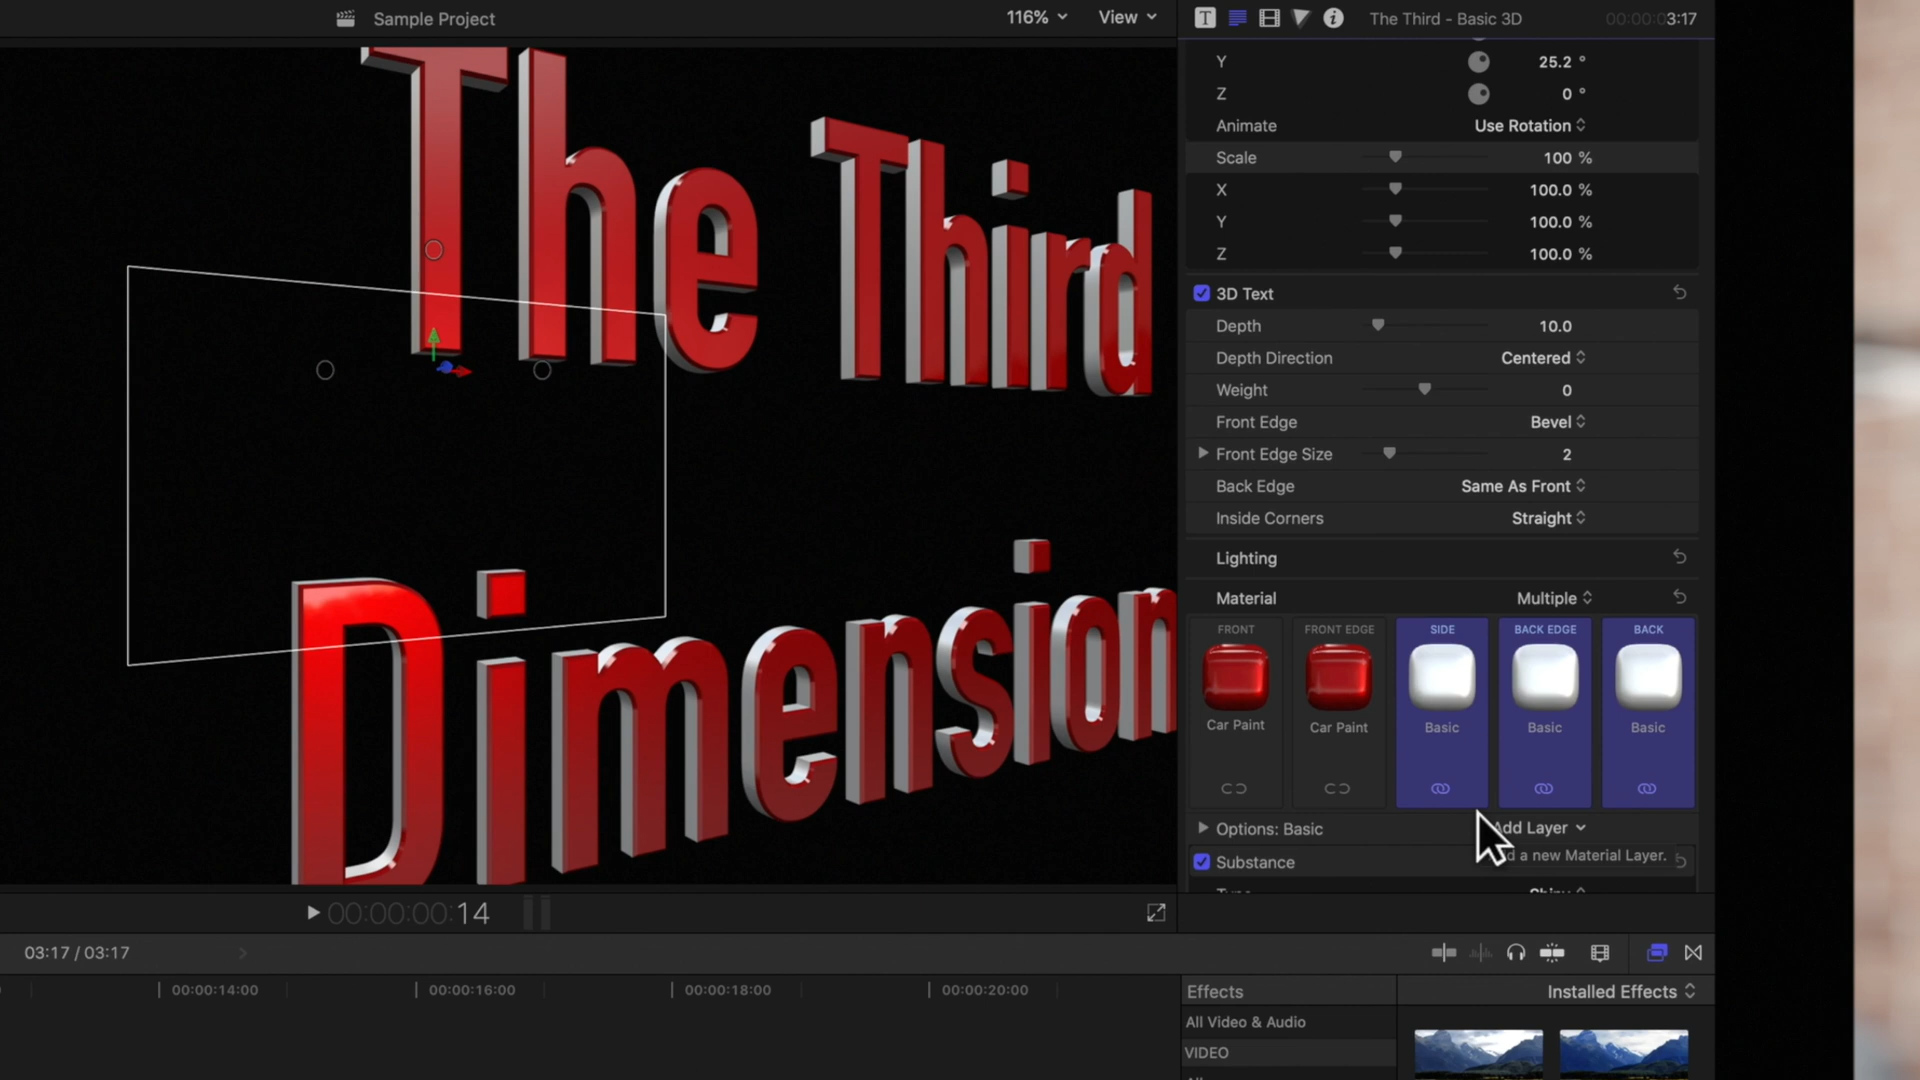 Sample Project
116%
View
T
The Third - Basic 3D
00:00:03:17
Y
25.2 °
Z
0 °
Animate
Use Rotation
Scale
100 %
X
100.0 %
Y
100.0 %
Z
100.0 %
3D Text
Depth
10.0
Depth Direction
Centered
Weight
0
Front Edge
Bevel
Front Edge Size
2
Back Edge
Same As Front
Inside Corners
Straight
Lighting
Material
Multiple
FRONT
FRONT EDGE
SIDE
BACK EDGE
BACK
Car Paint
Car Paint
Basic
Basic
Basic
Options: Basic
Add Layer
a new Material Layer.
Substance
The Third
Dimension
00:00:00:14
03:17 / 03:17
00:00:14:00
00:00:16:00
00:00:18:00
00:00:20:00
Effects
Installed Effects
All Video & Audio
VIDEO